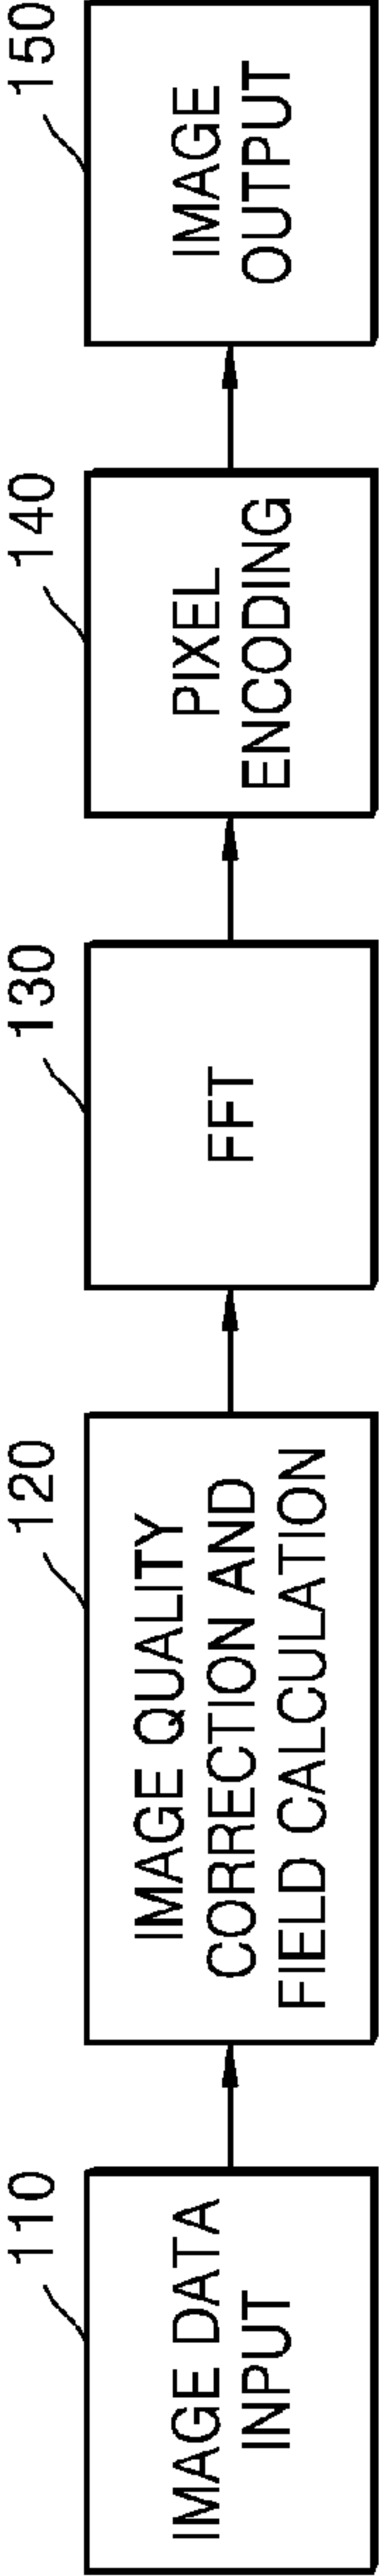 110
IMAGE DATA
INPUT
120
IMAGE QUALITY
CORRECTION AND
FIELD CALCULATION
130
FFT
140
PIXEL
ENCODING
150
IMAGE
OUTPUT